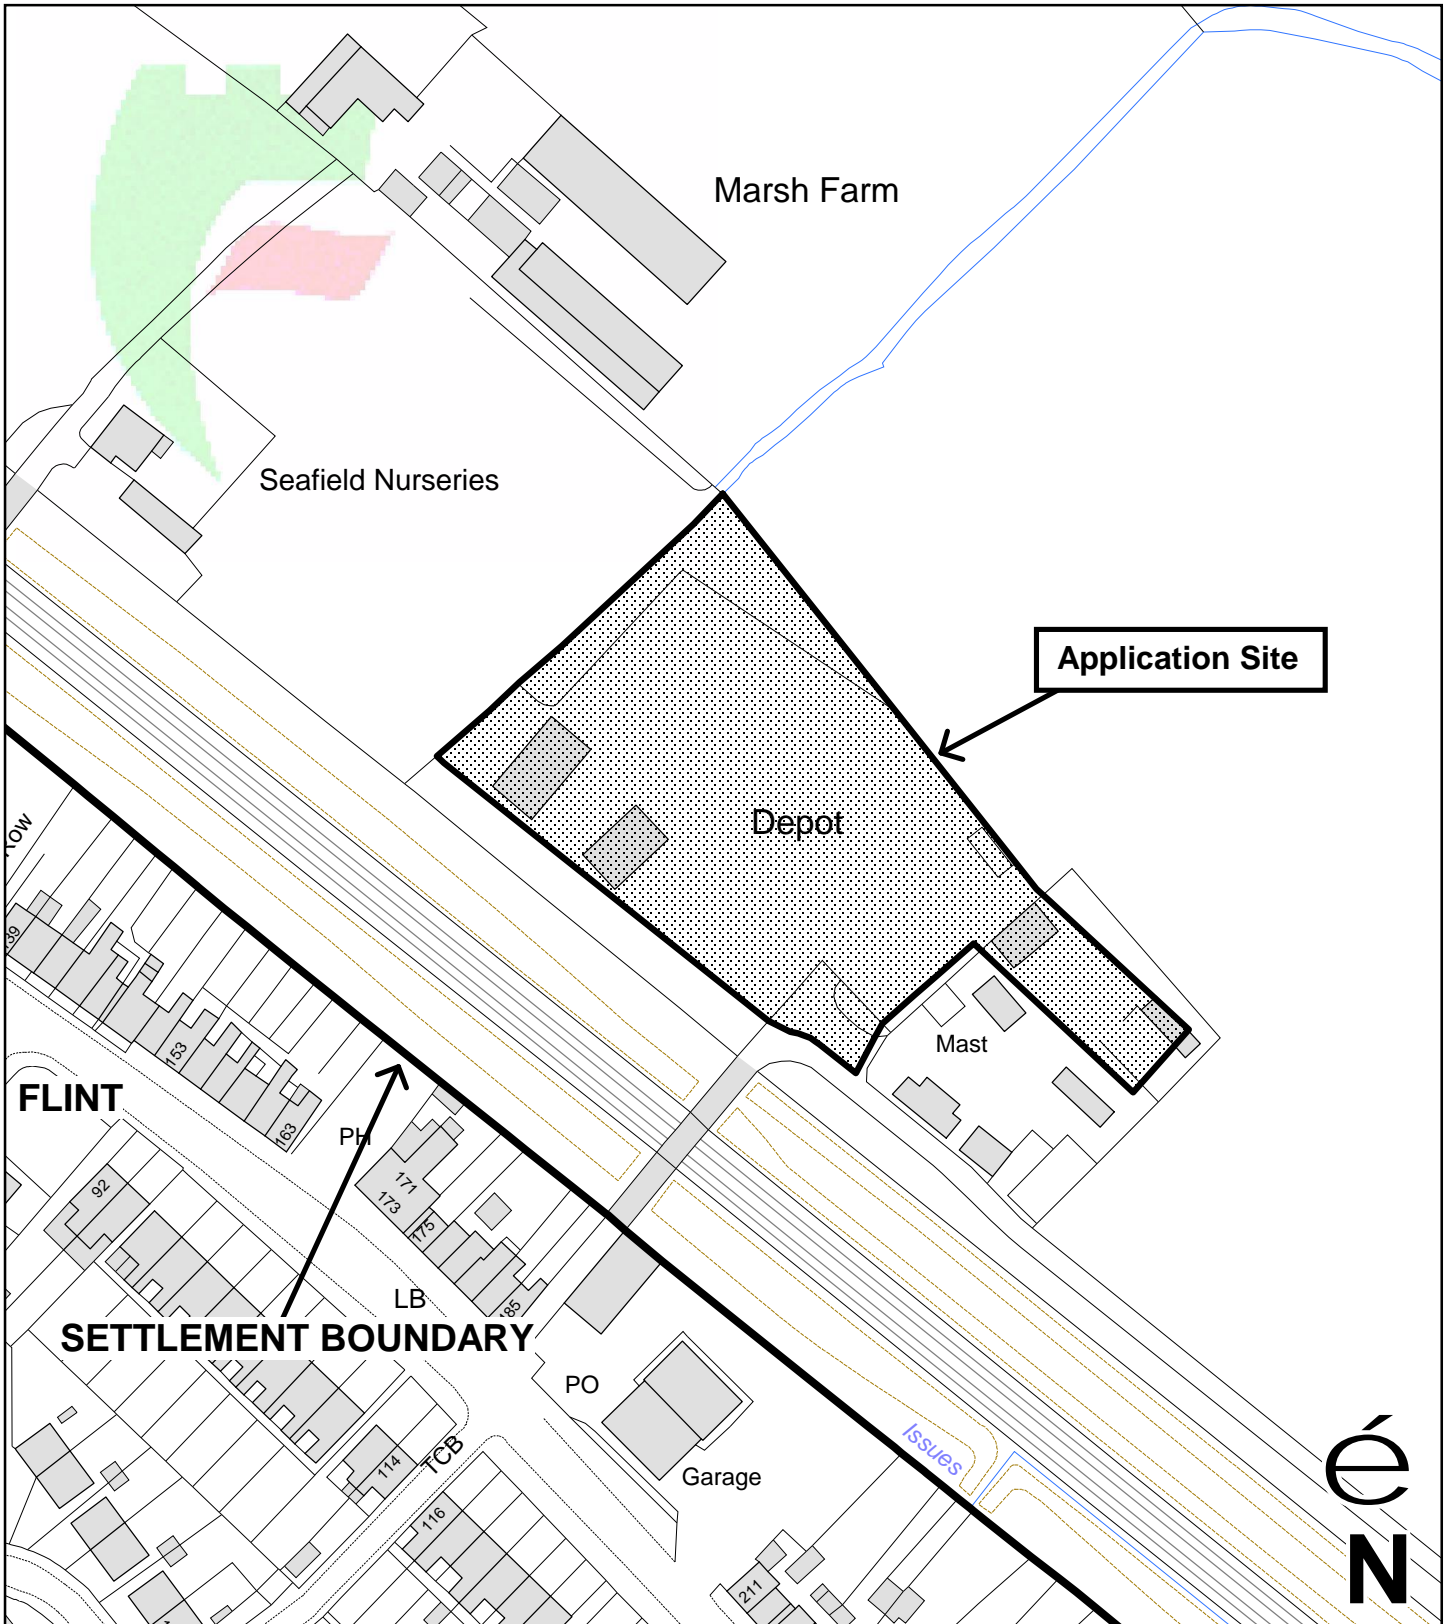 Marsh Farm
Seafield Nurseries
Application Site
Depot
Mast
139
153
163
FLINT
PH
171
173
175
185
92
LB
SETTLEMENT BOUNDARY
PO
Issues
Garage
114
TCB
116
211
é
N